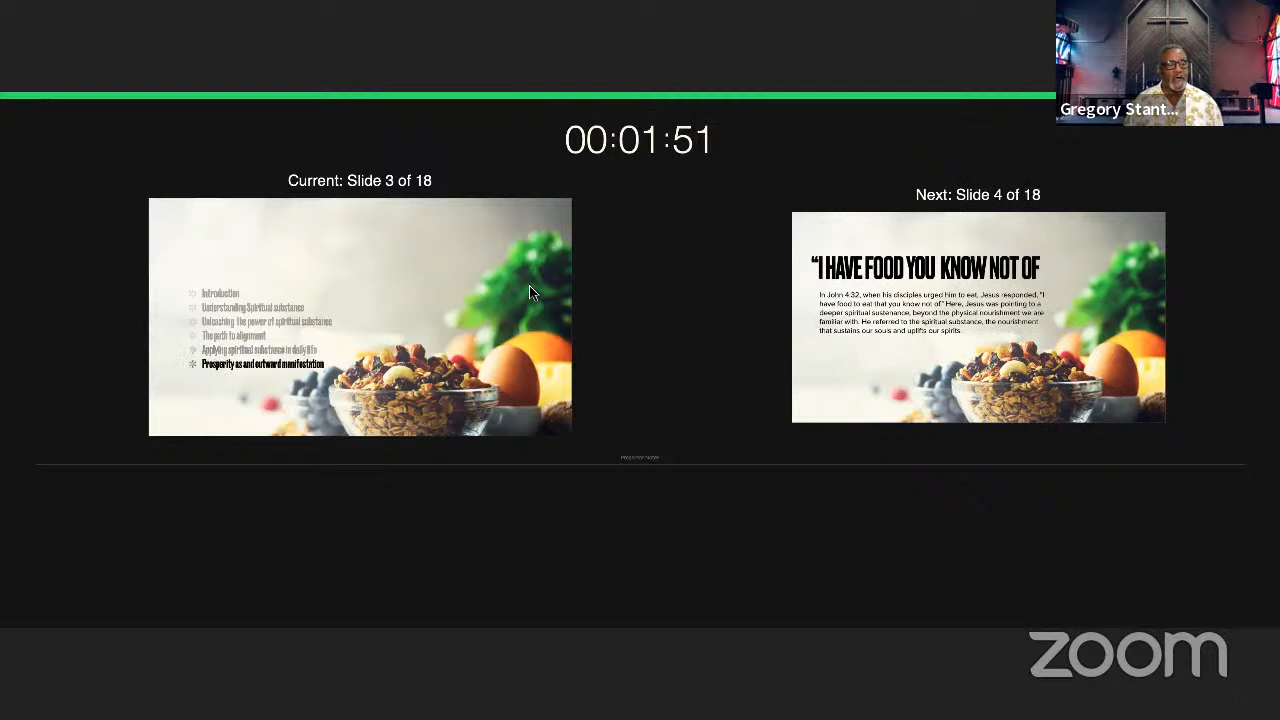 Gregory Stant...
00:01:51
Current: Slide 3 of 18
Next: Slide 4 of 18
Introduction
Understanding Spiritual substance
Unleashing the power of spiritual substance
The path to alignment
Applying spiritual substance in daily life
Prosperity as and outward manifestation
“I HAVE FOOD YOU KNOW NOT OF
In John 4:32, when his disciples urged him to eat, Jesus responded, "I
have food to eat that you know not of." Here, Jesus was pointing to a
deeper spiritual sustenance, beyond the physical nourishment we are
familiar with. He referred to the spiritual substance, the nourishment
that sustains our souls and uplifts our spirits.
Presenter Notes
zoom